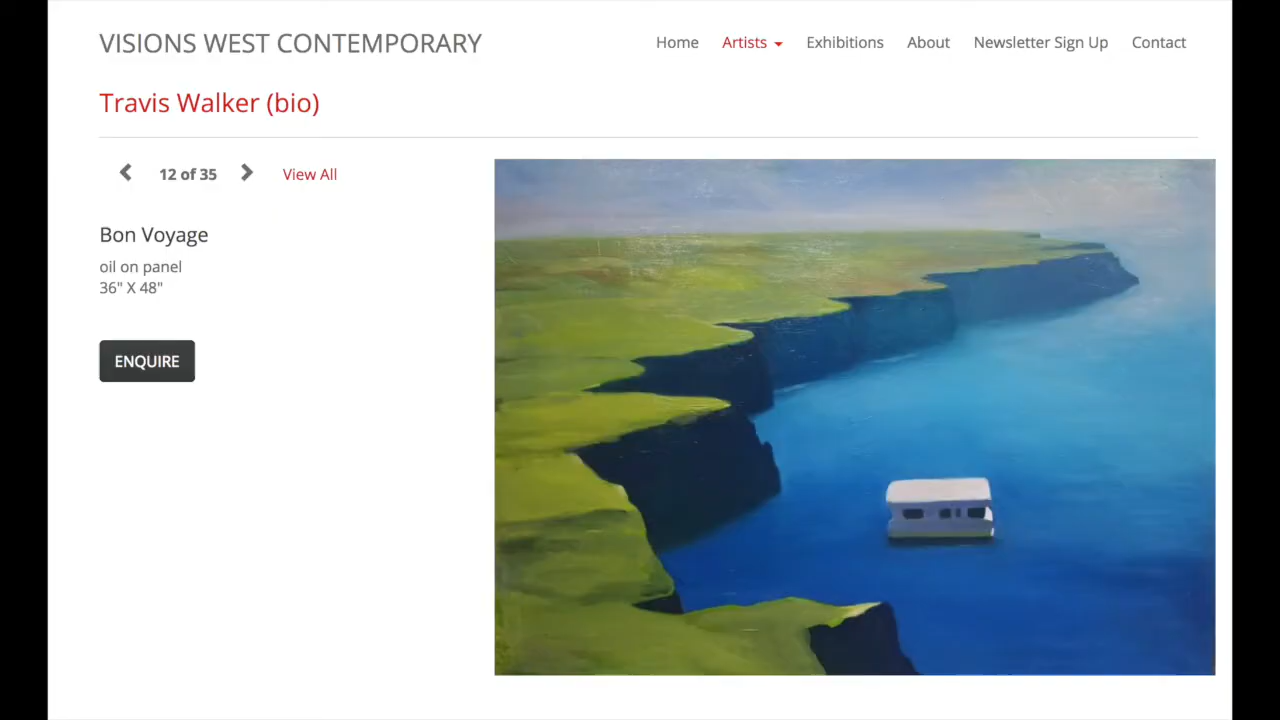 VISIONS WEST CONTEMPORARY
Home Artists Exhibitions About Newsletter Sign Up Contact
Travis Walker (bio)
12 of 35 View All
Bon Voyage
oil on panel
36" X 48"
ENQUIRE